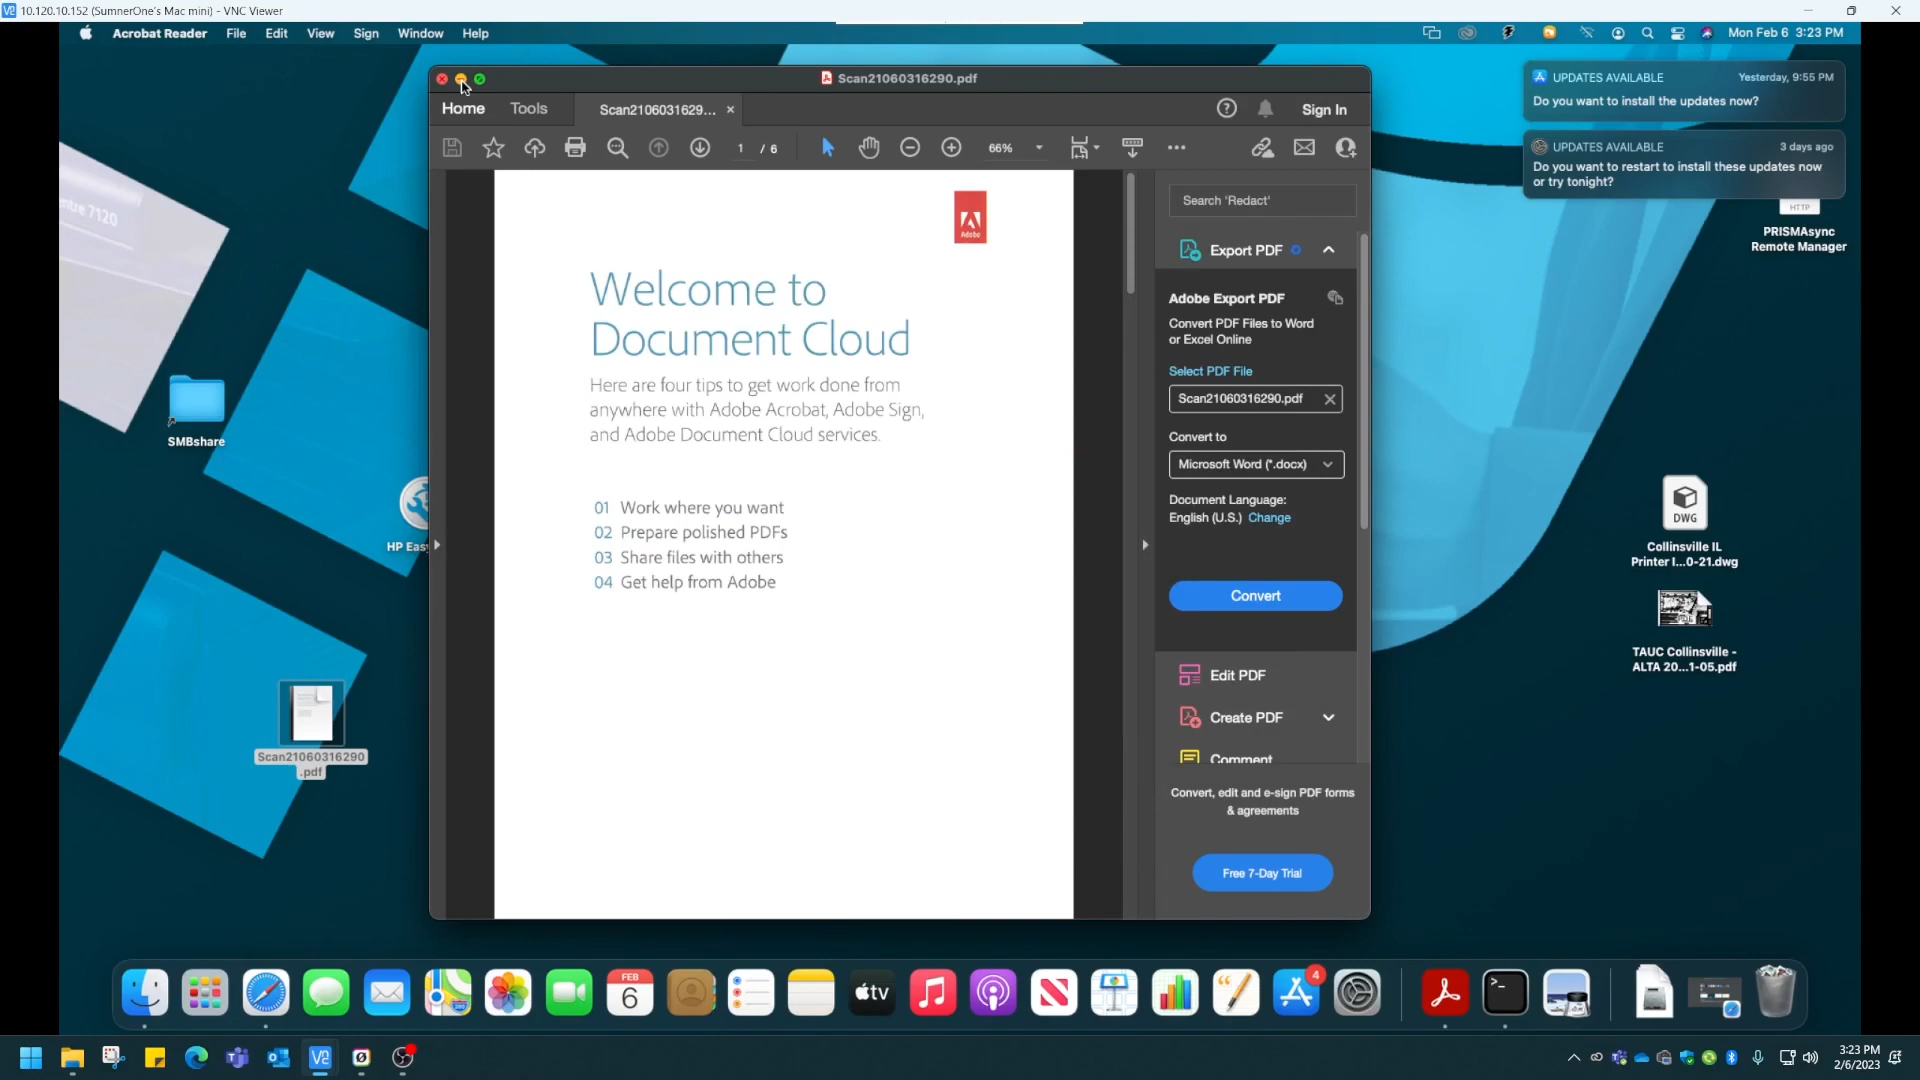 10.120.10.152 (SumnerOne's Mac mini) - VNC Viewer
Acrobat Reader File Edit View Sign Window Help
Mon Feb 6 3:23 PM
Scan21060316290.pdf
Home Tools Scan2106031629... ×
Sign In
1 / 6
66%
UPDATES AVAILABLE Yesterday, 9:55 PM
Do you want to install the updates now?
UPDATES AVAILABLE 3 days ago
Do you want to restart to install these updates now
or try tonight?
HTTP
PRISMAsync
Remote Manager
Centre 7120
SMBshare
HP Eas
Scan21060316290
.pdf
Adobe
Welcome to
Document Cloud
Here are four tips to get work done from
anywhere with Adobe Acrobat, Adobe Sign,
and Adobe Document Cloud services.
01 Work where you want
02 Prepare polished PDFs
03 Share files with others
04 Get help from Adobe
Search 'Redact'
Export PDF
Adobe Export PDF
Convert PDF Files to Word
or Excel Online
Select PDF File
Scan21060316290.pdf
Convert to
Microsoft Word (*.docx)
Document Language:
English (U.S.) Change
Convert
Edit PDF
Create PDF
Comment
Convert, edit and e-sign PDF forms
& agreements
Free 7-Day Trial
DWG
Collinsville IL
Printer I...0-21.dwg
TAUC Collinsville -
ALTA 20...1-05.pdf
FEB
6
tv
4
3:23 PM
2/6/2023